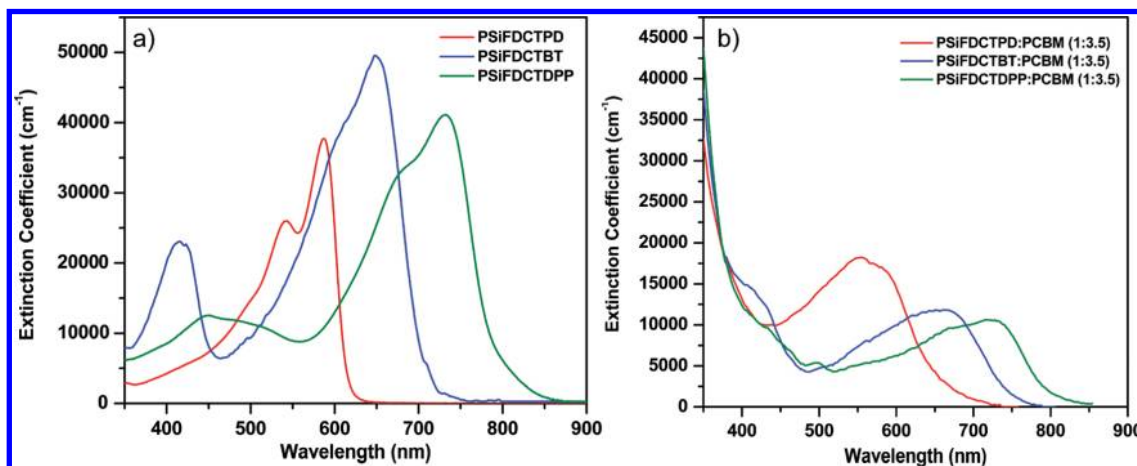 a)
PSiFDCTPD
PSiFDCTBT
PSiFDCTDPP
50000
40000
30000
20000
10000
0
Extinction Coefficient (cm⁻¹)
400 500 600 700 800 900
Wavelength (nm)
b)
PSiFDCTPD:PCBM (1:3.5)
PSiFDCTBT:PCBM (1:3.5)
PSiFDCTDPP:PCBM (1:3.5)
45000
40000
35000
30000
25000
20000
15000
10000
5000
0
Extinction Coefficient (cm⁻¹)
400 500 600 700 800 900
Wavelength (nm)